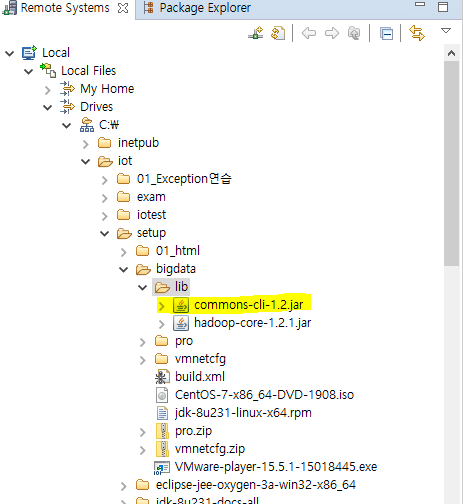 Remote Systems Package Explorer
Local
Local Files
My Home
Drives
C:₩
inetpub
iot
01_Exception연습
exam
iotest
setup
01_html
bigdata
lib
commons-cli-1.2.jar
hadoop-core-1.2.1.jar
pro
vmnetcfg
build.xml
CentOS-7-x86_64-DVD-1908.iso
jdk-8u231-linux-x64.rpm
pro.zip
vmnetcfg.zip
VMware-player-15.5.1-15018445.exe
eclipse-jee-oxygen-3a-win32-x86_64
jdk-8u231-docs-all